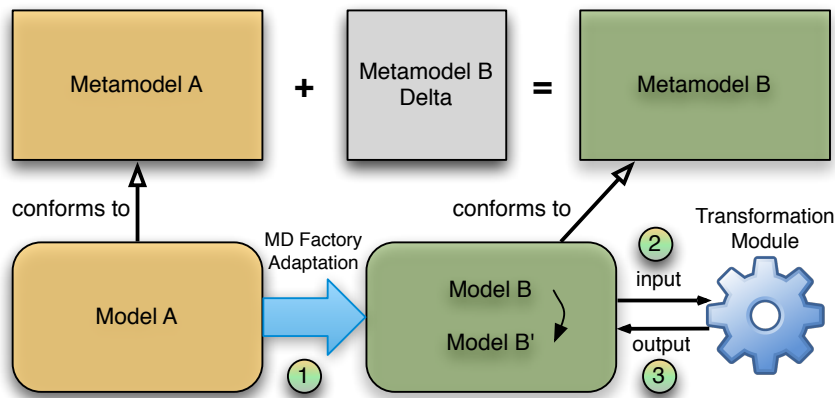 Metamodel A
+
Metamodel B
Delta
=
Metamodel B
conforms to
conforms to
Transformation
Module
MD Factory
Adaptation
2
input
Model A
Model B
Model B'
output
1
3